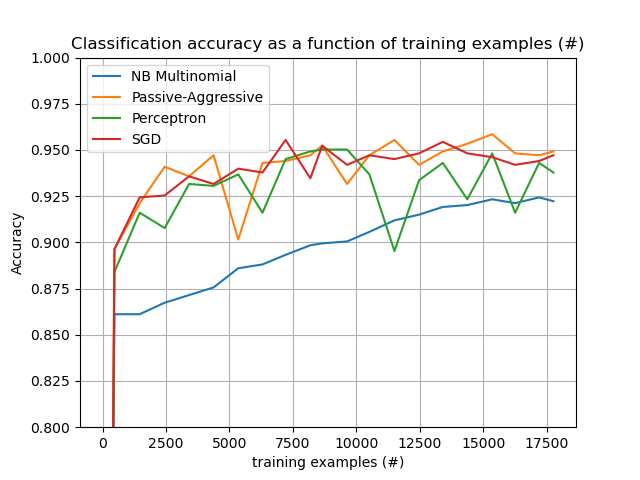 Classification accuracy as a function of training examples (#)
1.000
0.975
0.950
0.925
0.900
0.875
0.850
0.825
0.800
Accuracy
NB Multinomial
Passive-Aggressive
Perceptron
SGD
0 2500 5000 7500 10000 12500 15000 17500
training examples (#)